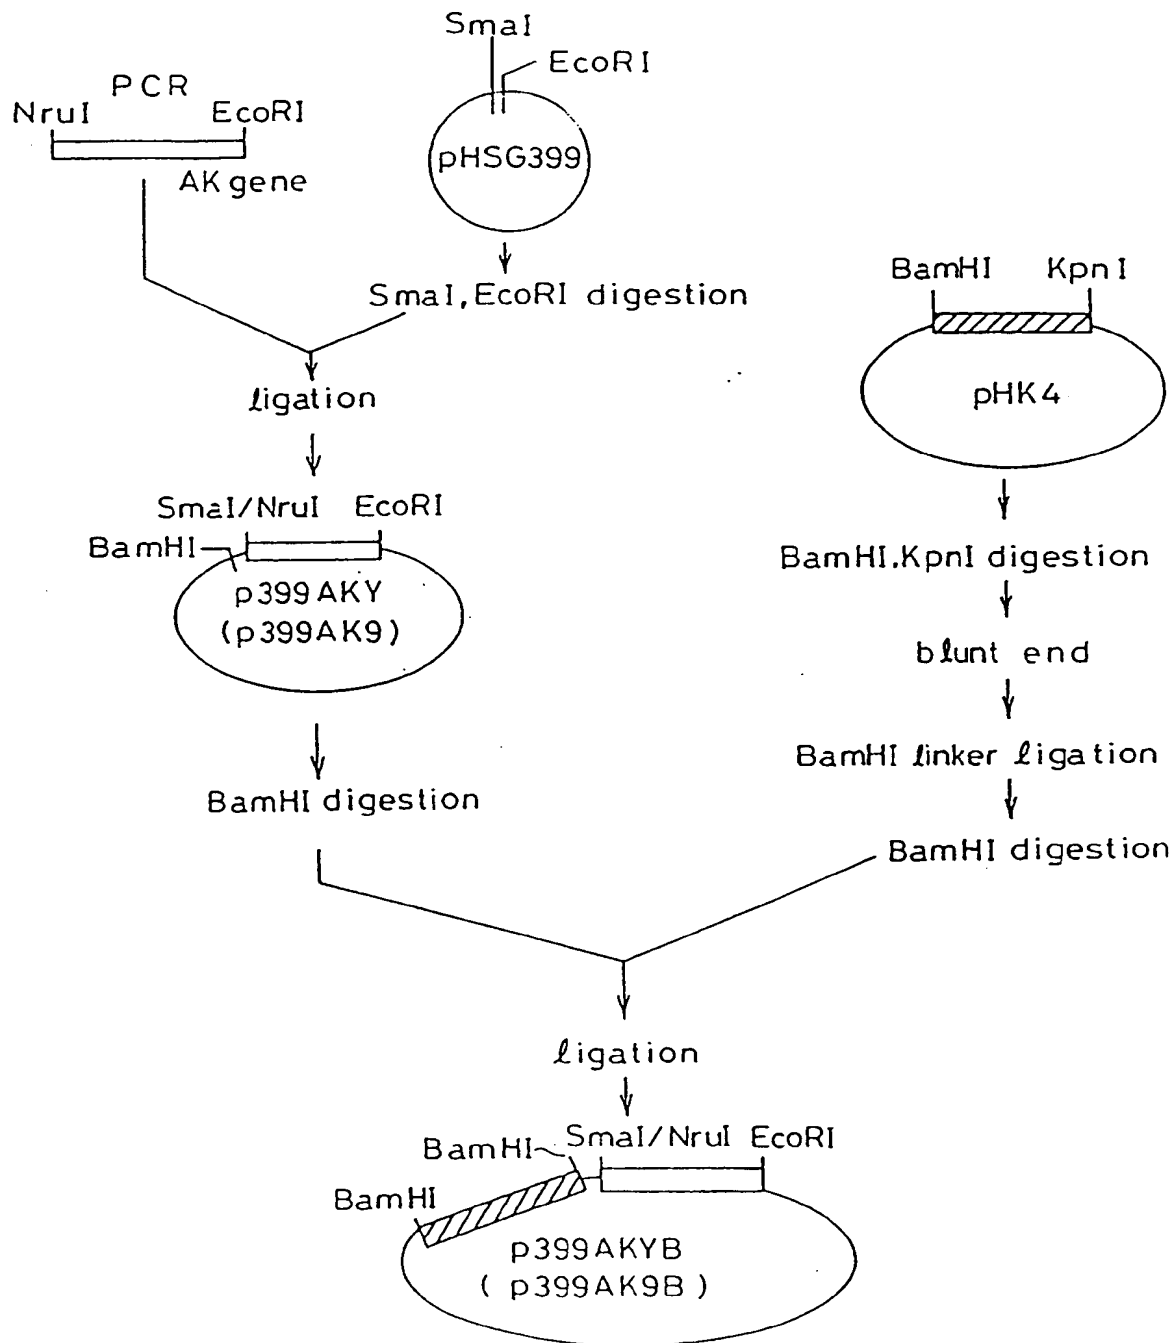 SmaI
EcoRI
pHSG399
PCR
NruI EcoRI
AK gene
SmaI, EcoRI digestion
ligation
BamHI KpnI
pHK4
SmaI/NruI EcoRI
BamHI
p399AKY
(p399AK9)
BamHI digestion
BamHI,KpnI digestion
blunt end
BamHI linker ligation
BamHI digestion
ligation
BamHI SmaI/NruI EcoRI
BamHI
p399AKYB
(p399AK9B)